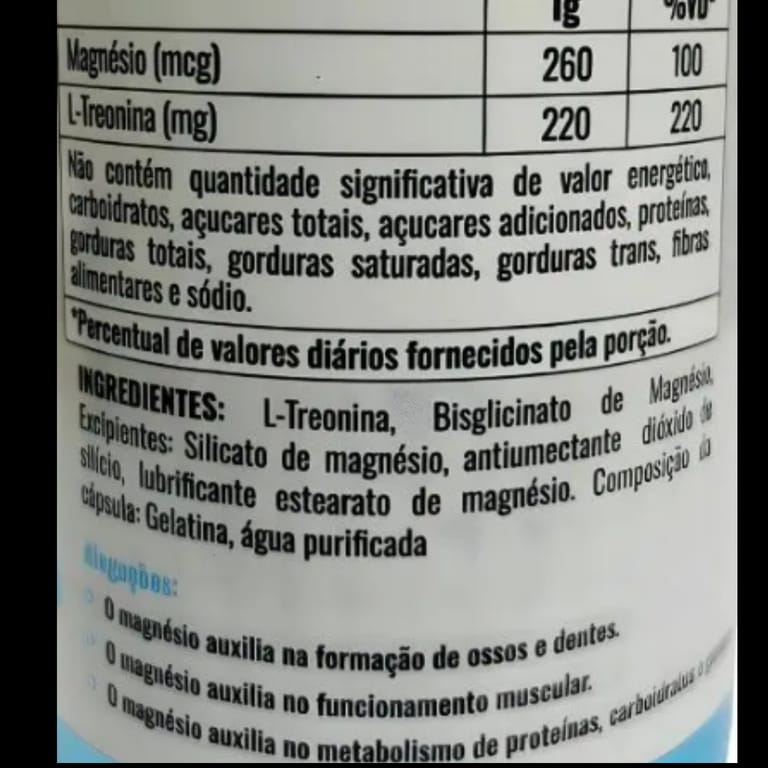 1g %VD*
Magnésio (mcg) 260 100
L-Treonina (mg) 220 220
Não contém quantidade significativa de valor energético,
carboidratos, açucares totais, açucares adicionados, proteínas,
gorduras totais, gorduras saturadas, gorduras trans, fibras
alimentares e sódio.
*Percentual de valores diários fornecidos pela porção.
INGREDIENTES: L-Treonina, Bisglicinato de Magnésio,
Excipientes: Silicato de magnésio, antiumectante dióxido de
silício, lubrificante estearato de magnésio. Composição da
cápsula: Gelatina, água purificada
Alegações:
O magnésio auxilia na formação de ossos e dentes.
O magnésio auxilia no funcionamento muscular.
O magnésio auxilia no metabolismo de proteínas, carboidratos e